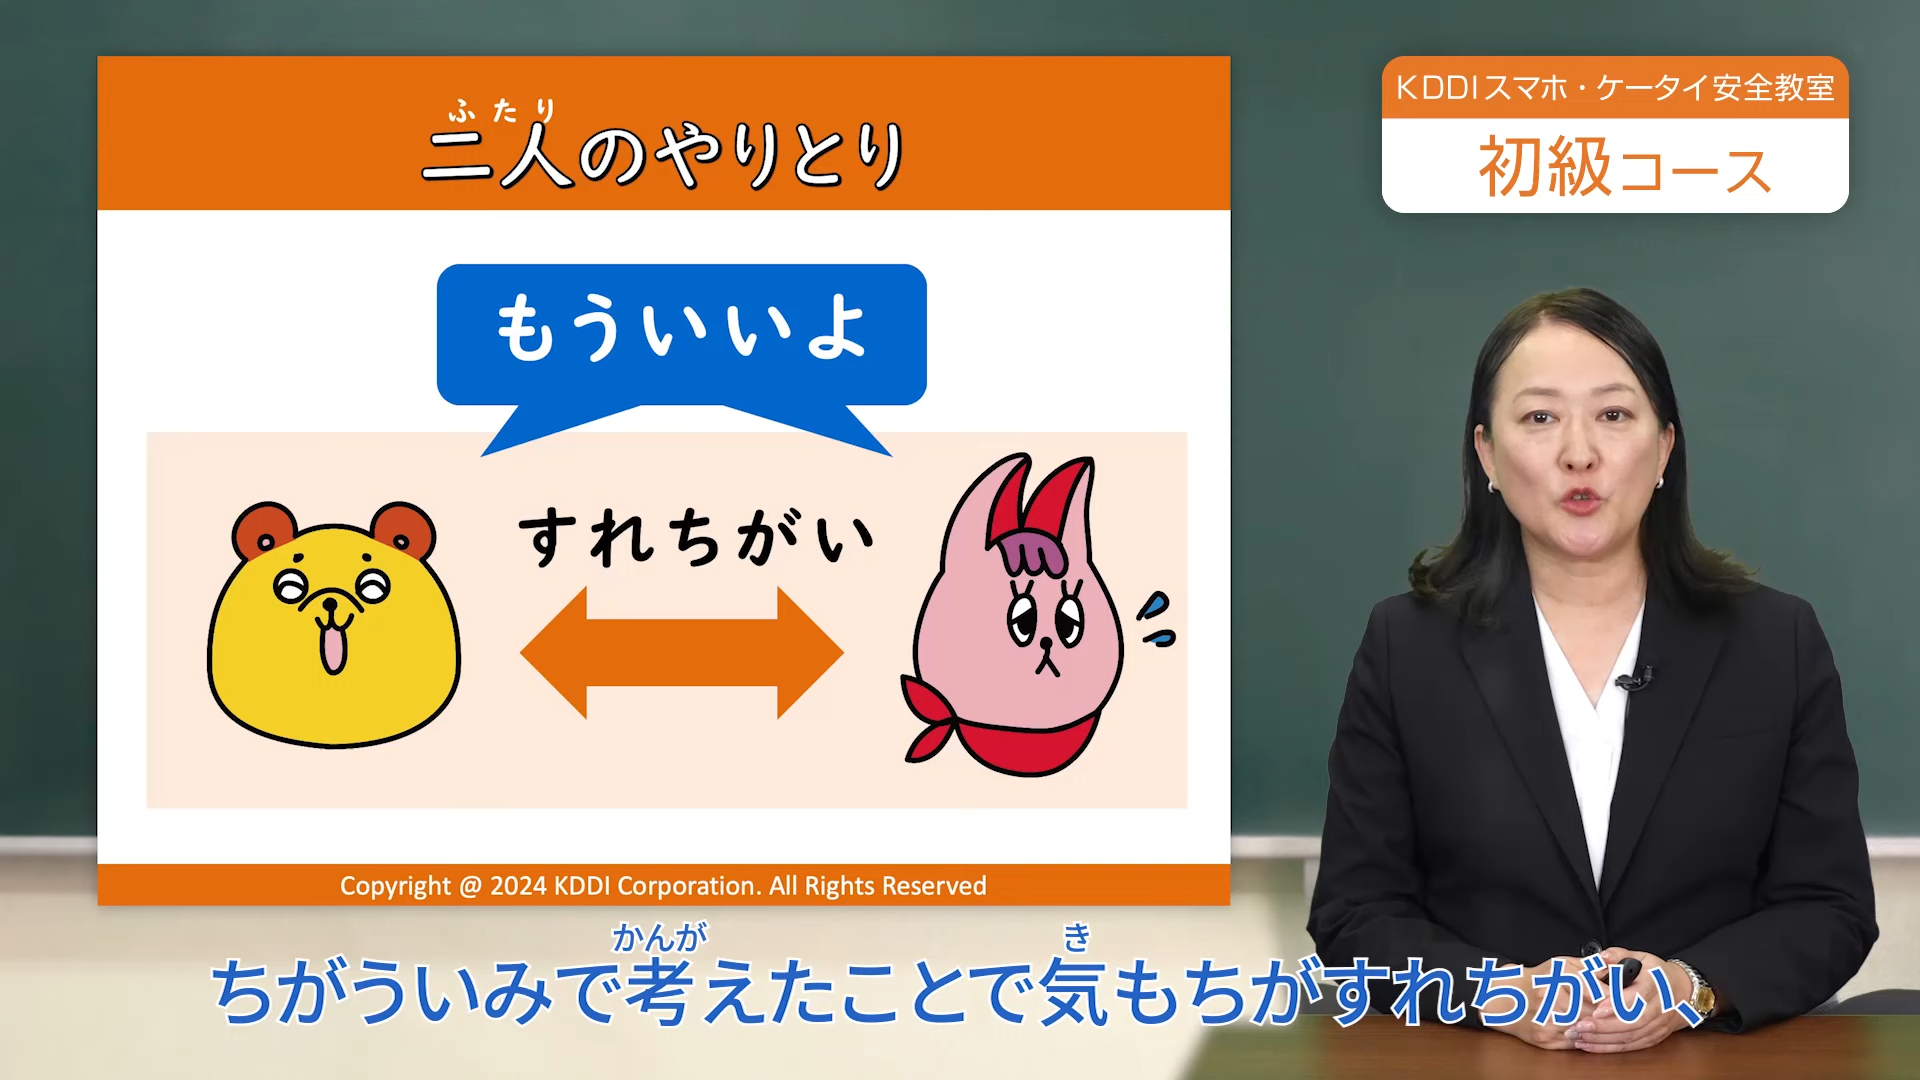 ふたり
二人のやりとり
もういいよ
すれちがい
Copyright @ 2024 KDDI Corporation. All Rights Reserved
KDDIスマホ・ケータイ安全教室
初級コース
かんが き
ちがういみで考えたことで気もちがすれちがい、